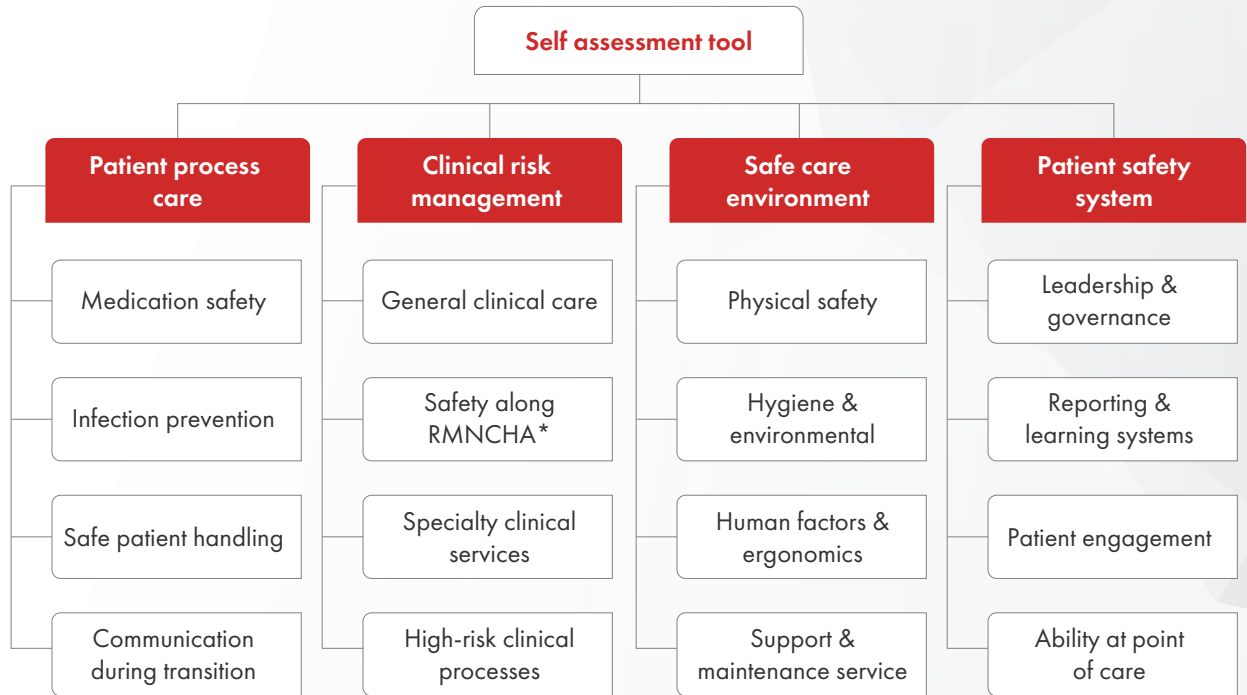 Self assessment tool
Patient process
care
Medication safety
Infection prevention
Safe patient handling
Communication
during transition
Clinical risk
management
General clinical care
Safety along
RMNCHA*
Specialty clinical
services
High-risk clinical
processes
Safe care
environment
Physical safety
Hygiene &
environmental
Human factors &
ergonomics
Support &
maintenance service
Patient safety
system
Leadership &
governance
Reporting &
learning systems
Patient engagement
Ability at point
of care